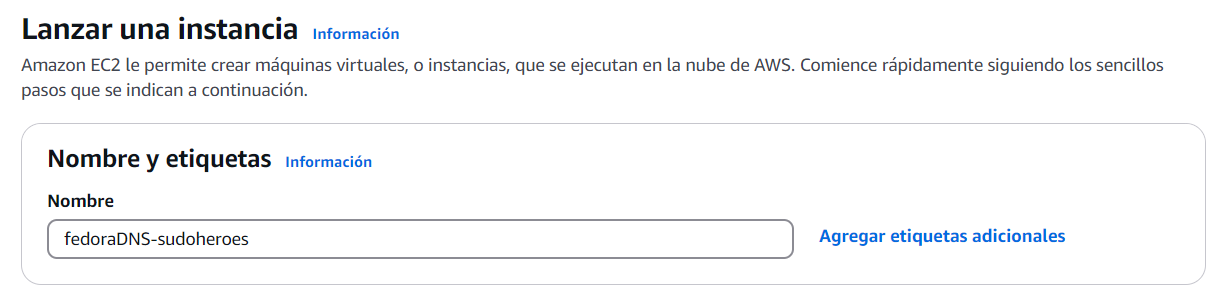 Lanzar una instancia Información
Amazon EC2 le permite crear máquinas virtuales, o instancias, que se ejecutan en la nube de AWS. Comience rápidamente siguiendo los sencillos
pasos que se indican a continuación.
Nombre y etiquetas Información
Nombre
fedoraDNS-sudoheroes Agregar etiquetas adicionales